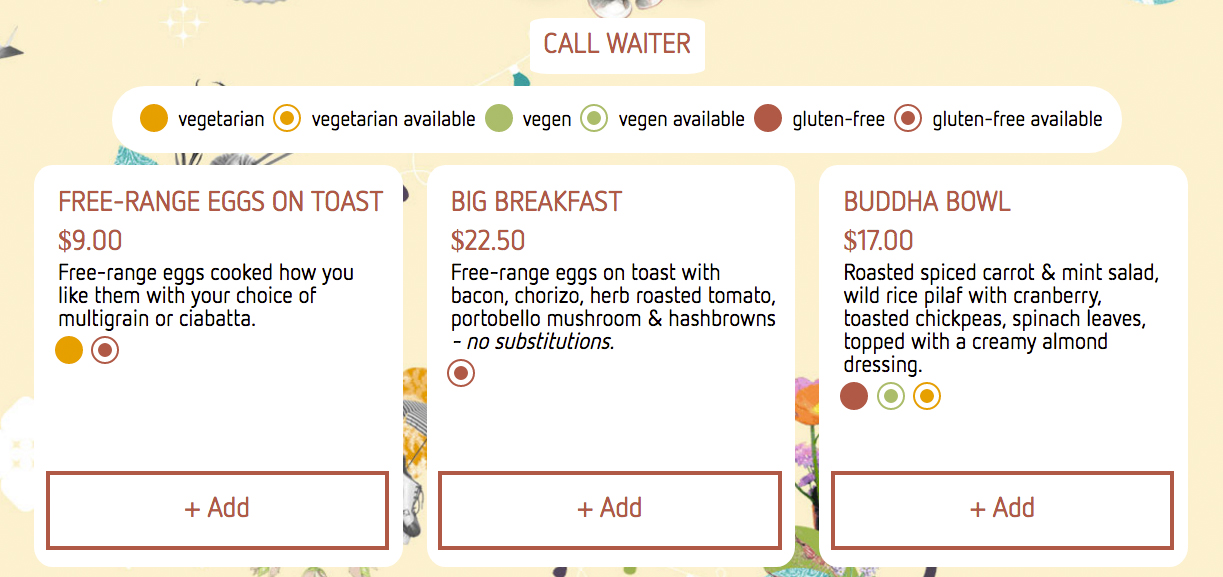 CALL WAITER
vegetarian vegetarian available vegen vegen available gluten-free gluten-free available
FREE-RANGE EGGS ON TOAST
$9.00
Free-range eggs cooked how you
like them with your choice of
multigrain or ciabatta.
+ Add
BIG BREAKFAST
$22.50
Free-range eggs on toast with
bacon, chorizo, herb roasted tomato,
portobello mushroom & hashbrowns
- no substitutions.
+ Add
BUDDHA BOWL
$17.00
Roasted spiced carrot & mint salad,
wild rice pilaf with cranberry,
toasted chickpeas, spinach leaves,
topped with a creamy almond
dressing.
+ Add